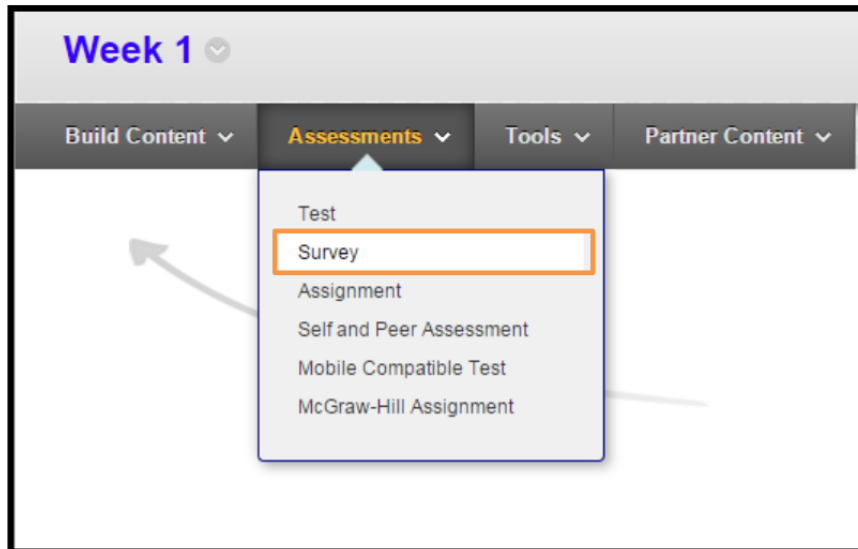 Week 1
Build Content Assessments Tools Partner Content
Test
Survey
Assignment
Self and Peer Assessment
Mobile Compatible Test
McGraw-Hill Assignment